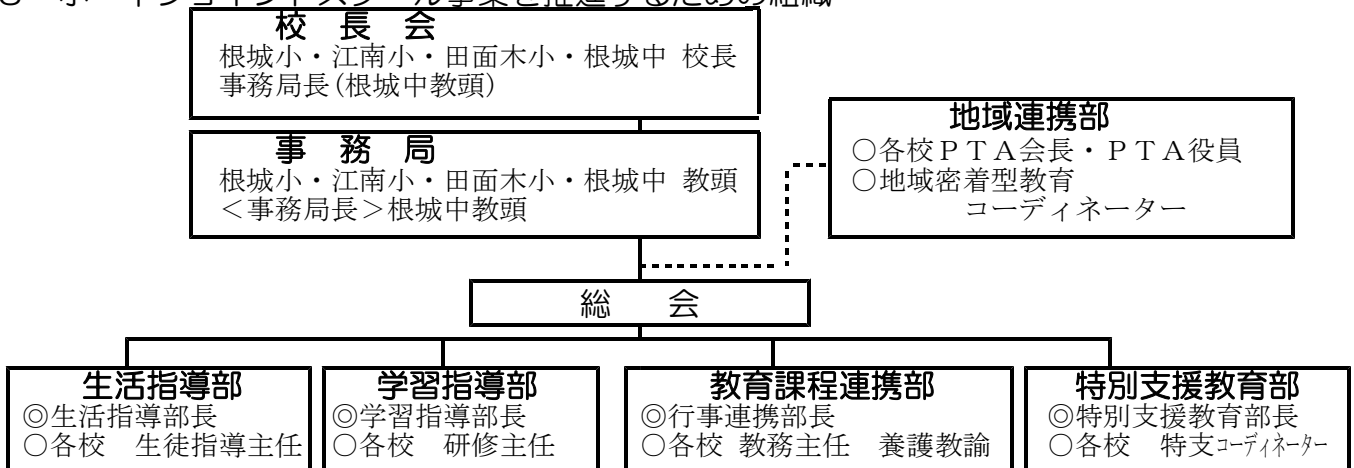 校 長 会
根城小・江南小・田面木小・根城中 校長
事務局長(根城中教頭)
事 務 局
根城小・江南小・田面木小・根城中 教頭
＜事務局長＞根城中教頭
地域連携部
○各校ＰＴＡ会長・ＰＴＡ役員
○地域密着型教育
コーディネーター
総 会
生活指導部
◎生活指導部長
○各校 生徒指導主任
学習指導部
◎学習指導部長
○各校 研修主任
教育課程連携部
◎行事連携部長
○各校 教務主任 養護教諭
特別支援教育部
◎特別支援教育部長
○各校 特支コーディネーター